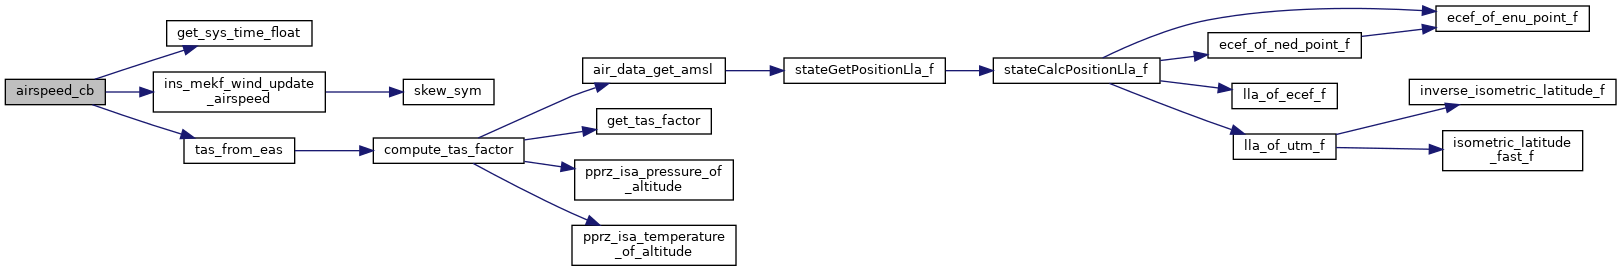 airspeed_cb
get_sys_time_float
ins_mekf_wind_update
_airspeed
tas_from_eas
skew_sym
compute_tas_factor
air_data_get_amsl
get_tas_factor
pprz_isa_pressure_of
_altitude
pprz_isa_temperature
_of_altitude
stateGetPositionLla_f
stateCalcPositionLla_f
ecef_of_enu_point_f
ecef_of_ned_point_f
lla_of_ecef_f
lla_of_utm_f
inverse_isometric_latitude_f
isometric_latitude
_fast_f